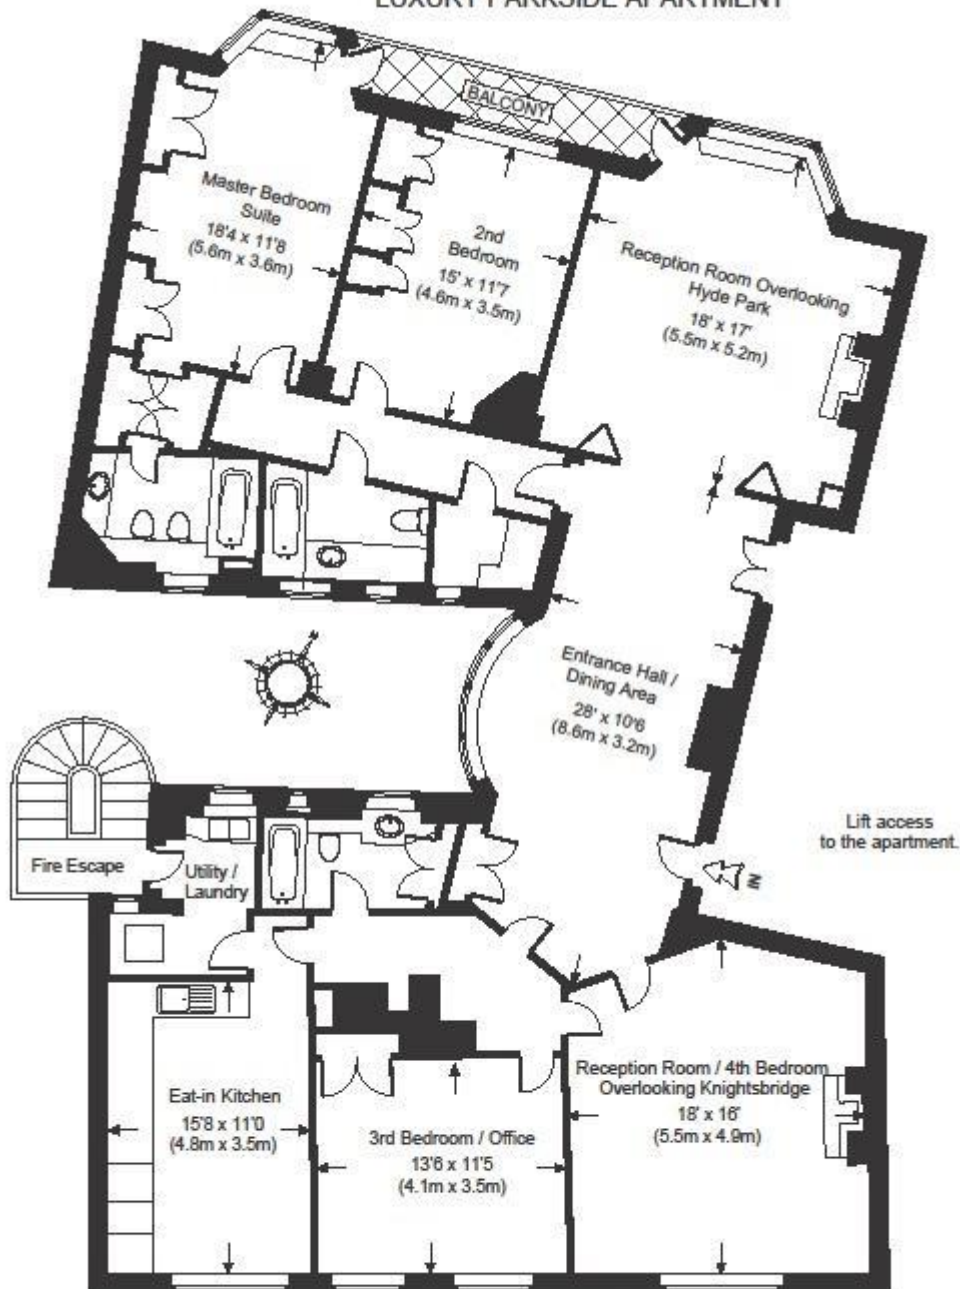 LUXURY PARKSIDE APARTMENT
BALCONY
Master Bedroom
Suite
18'4 x 11'8
(5.6m x 3.6m)
2nd
Bedroom
15' x 11'7
(4.6m x 3.5m)
Reception Room Overlooking
Hyde Park
18' x 17'
(5.5m x 5.2m)
Entrance Hall /
Dining Area
28' x 10'6
(8.6m x 3.2m)
Lift access
to the apartment.
IN
Fire Escape
Utility /
Laundry
Eat-in Kitchen
15'8 x 11'0
(4.8m x 3.5m)
3rd Bedroom / Office
13'6 x 11'5
(4.1m x 3.5m)
Reception Room / 4th Bedroom
Overlooking Knightsbridge
18' x 16'
(5.5m x 4.9m)